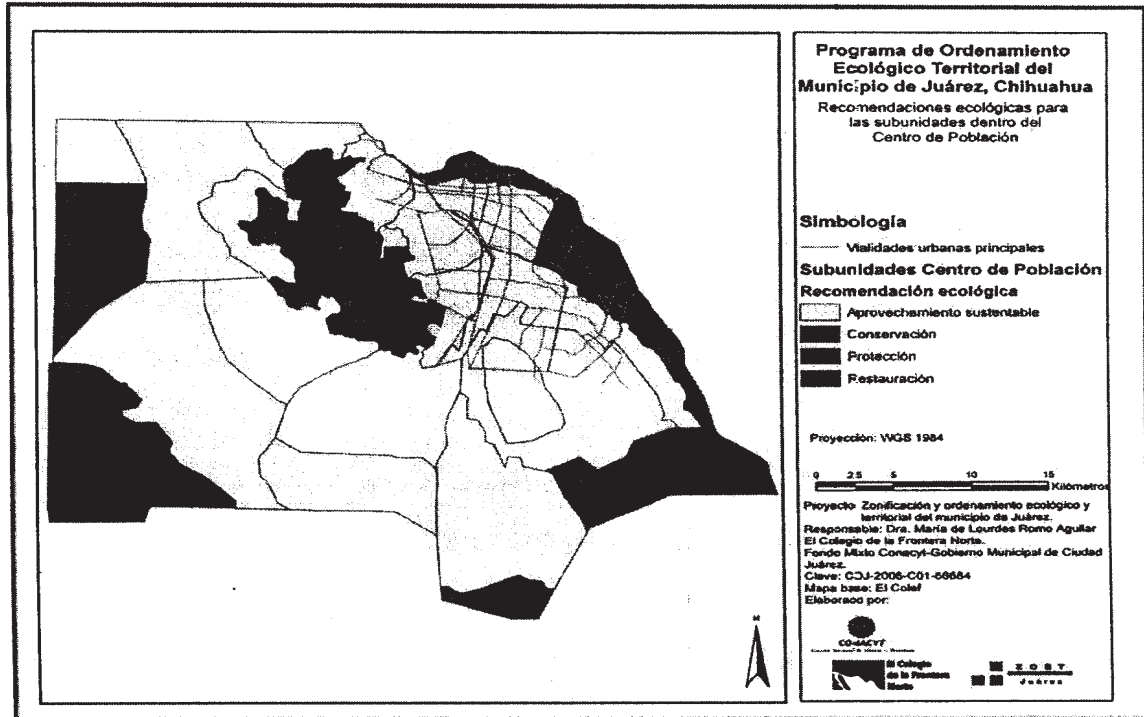 Programa de Ordenamiento
Ecológico Territorial del
Municipio de Juárez, Chihuahua
Recomendaciones ecológicas para
las subunidades dentro del
Centro de Población
Simbología
Vialidades urbanas principales
Subunidades Centro de Población
Recomendación ecológica
Aprovechamiento sustentable
Conservación
Protección
Restauración
Proyección: WGS 1984
0 2.5 5 10 15
Kilómetros
Proyecto: Zonificación y ordenamiento ecológico y
territorial del municipio de Juárez.
Responsable: Dra. María de Lourdes Romo Aguilar
El Colegio de la Frontera Norte.
Fondo Mixto Conacyt-Gobierno Municipal de Ciudad
Juárez.
Clave:
Mapa base: El Colef
Elaborado por:
N
CONACYT
El Colegio
de la Frontera
Norte
Juárez